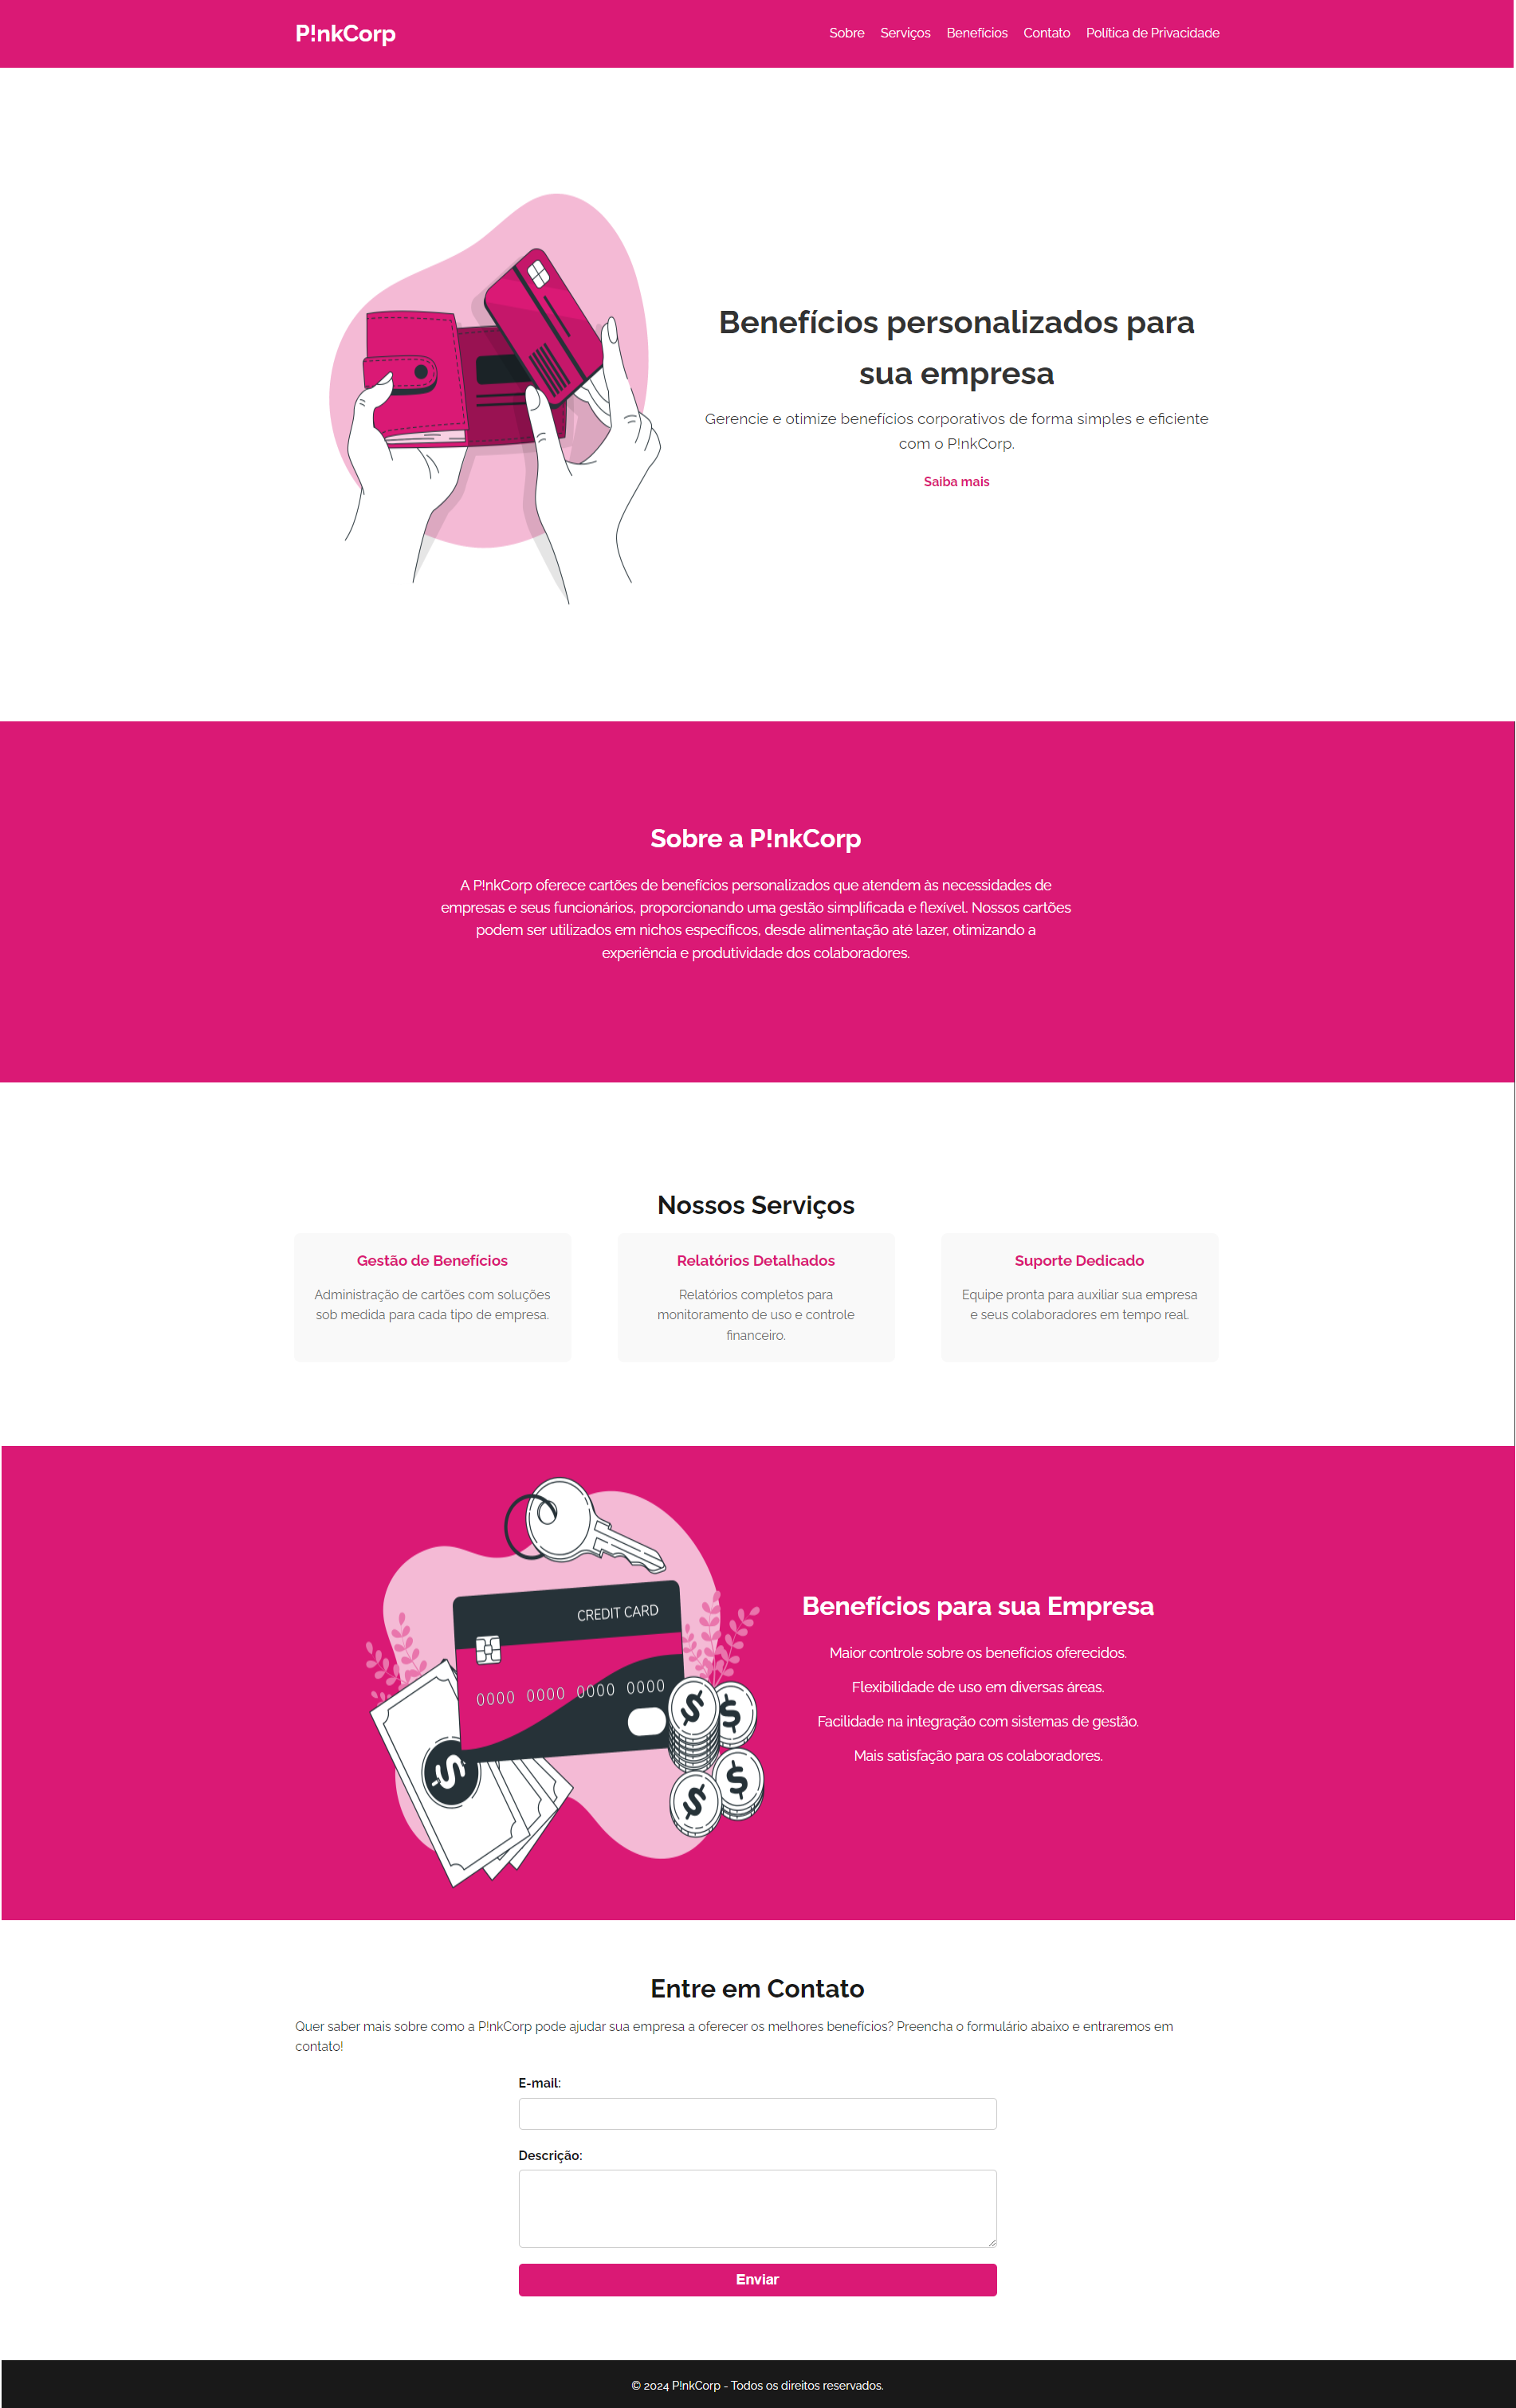 P!nkCorp
Sobre Serviços Benefícios Contato Política de Privacidade
Benefícios personalizados para
sua empresa
Gerencie e otimize benefícios corporativos de forma simples e eficiente
com o P!nkCorp.
Saiba mais
Sobre a P!nkCorp
A P!nkCorp oferece cartões de benefícios personalizados que atendem às necessidades de
empresas e seus funcionários, proporcionando uma gestão simplificada e flexível. Nossos cartões
podem ser utilizados em nichos específicos, desde alimentação até lazer, otimizando a
experiência e produtividade dos colaboradores.
Nossos Serviços
Gestão de Benefícios
Administração de cartões com soluções
sob medida para cada tipo de empresa.
Relatórios Detalhados
Relatórios completos para
monitoramento de uso e controle
financeiro.
Suporte Dedicado
Equipe pronta para auxiliar sua empresa
e seus colaboradores em tempo real.
CREDIT CARD
0000 0000 0000 0000
$
$
$
$
$
Benefícios para sua Empresa
Maior controle sobre os benefícios oferecidos.
Flexibilidade de uso em diversas áreas.
Facilidade na integração com sistemas de gestão.
Mais satisfação para os colaboradores.
Entre em Contato
Quer saber mais sobre como a P!nkCorp pode ajudar sua empresa a oferecer os melhores benefícios? Preencha o formulário abaixo e entraremos em
contato!
E-mail:
Descrição:
Enviar
© 2024 P!nkCorp - Todos os direitos reservados.